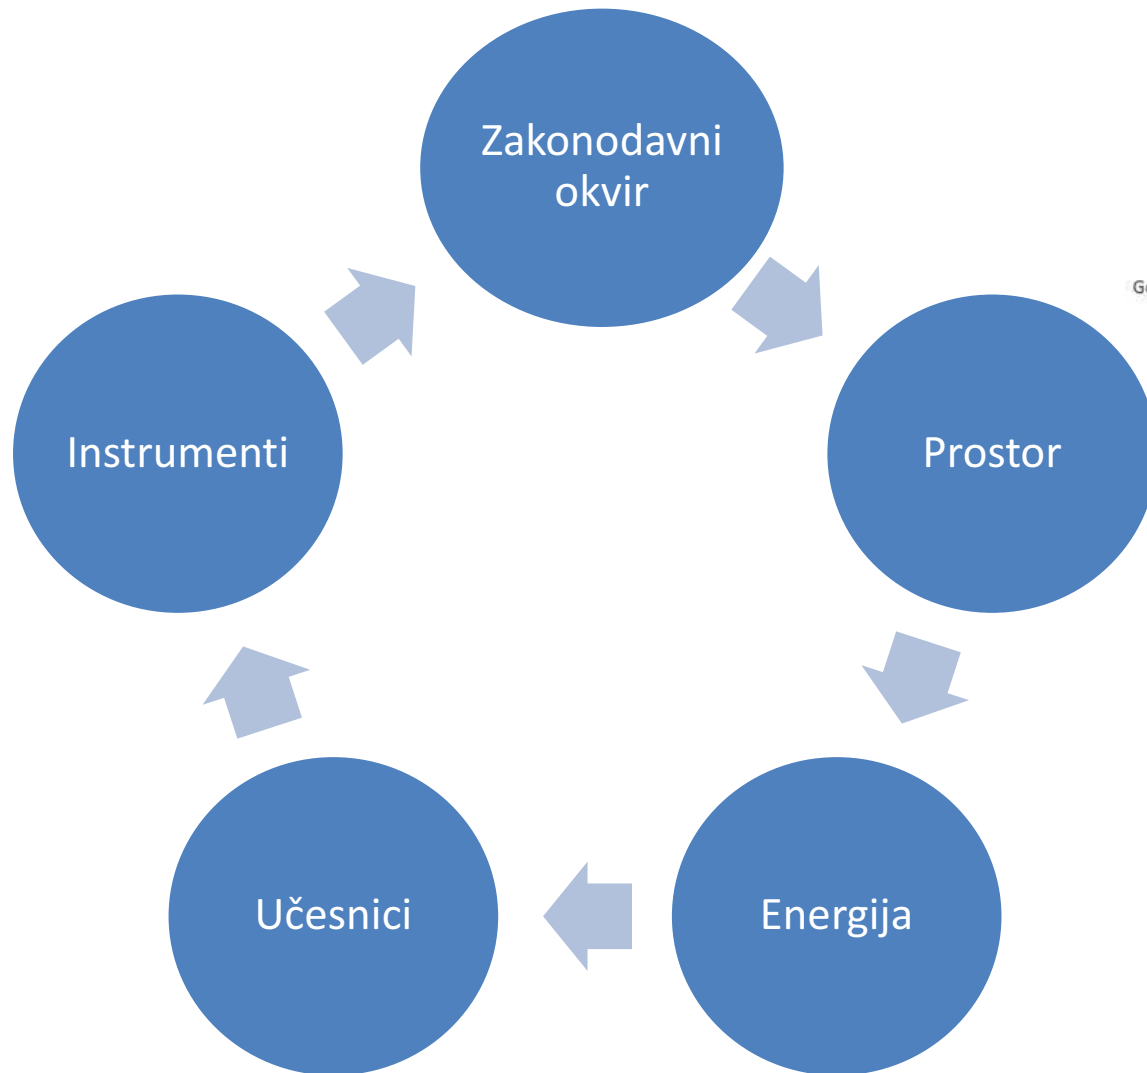 Zakonodavni
okvir
Prostor
Energija
Učesnici
Instrumenti